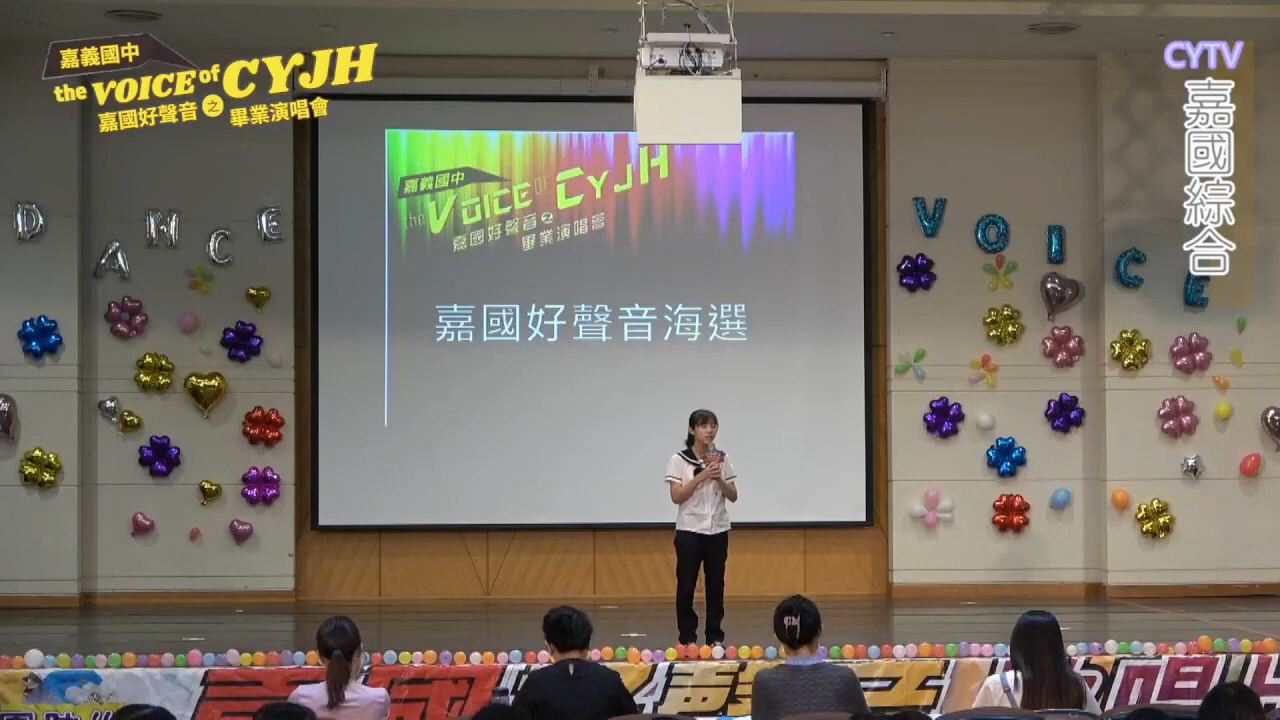 嘉義國中
the VOICE of CYJH
嘉國好聲音之畢業演唱會
CYTV
嘉國綜合
嘉義國中
the VOICE OF CYJH
嘉國好聲音之畢業演唱會
嘉國好聲音海選
DANCE
VOICE